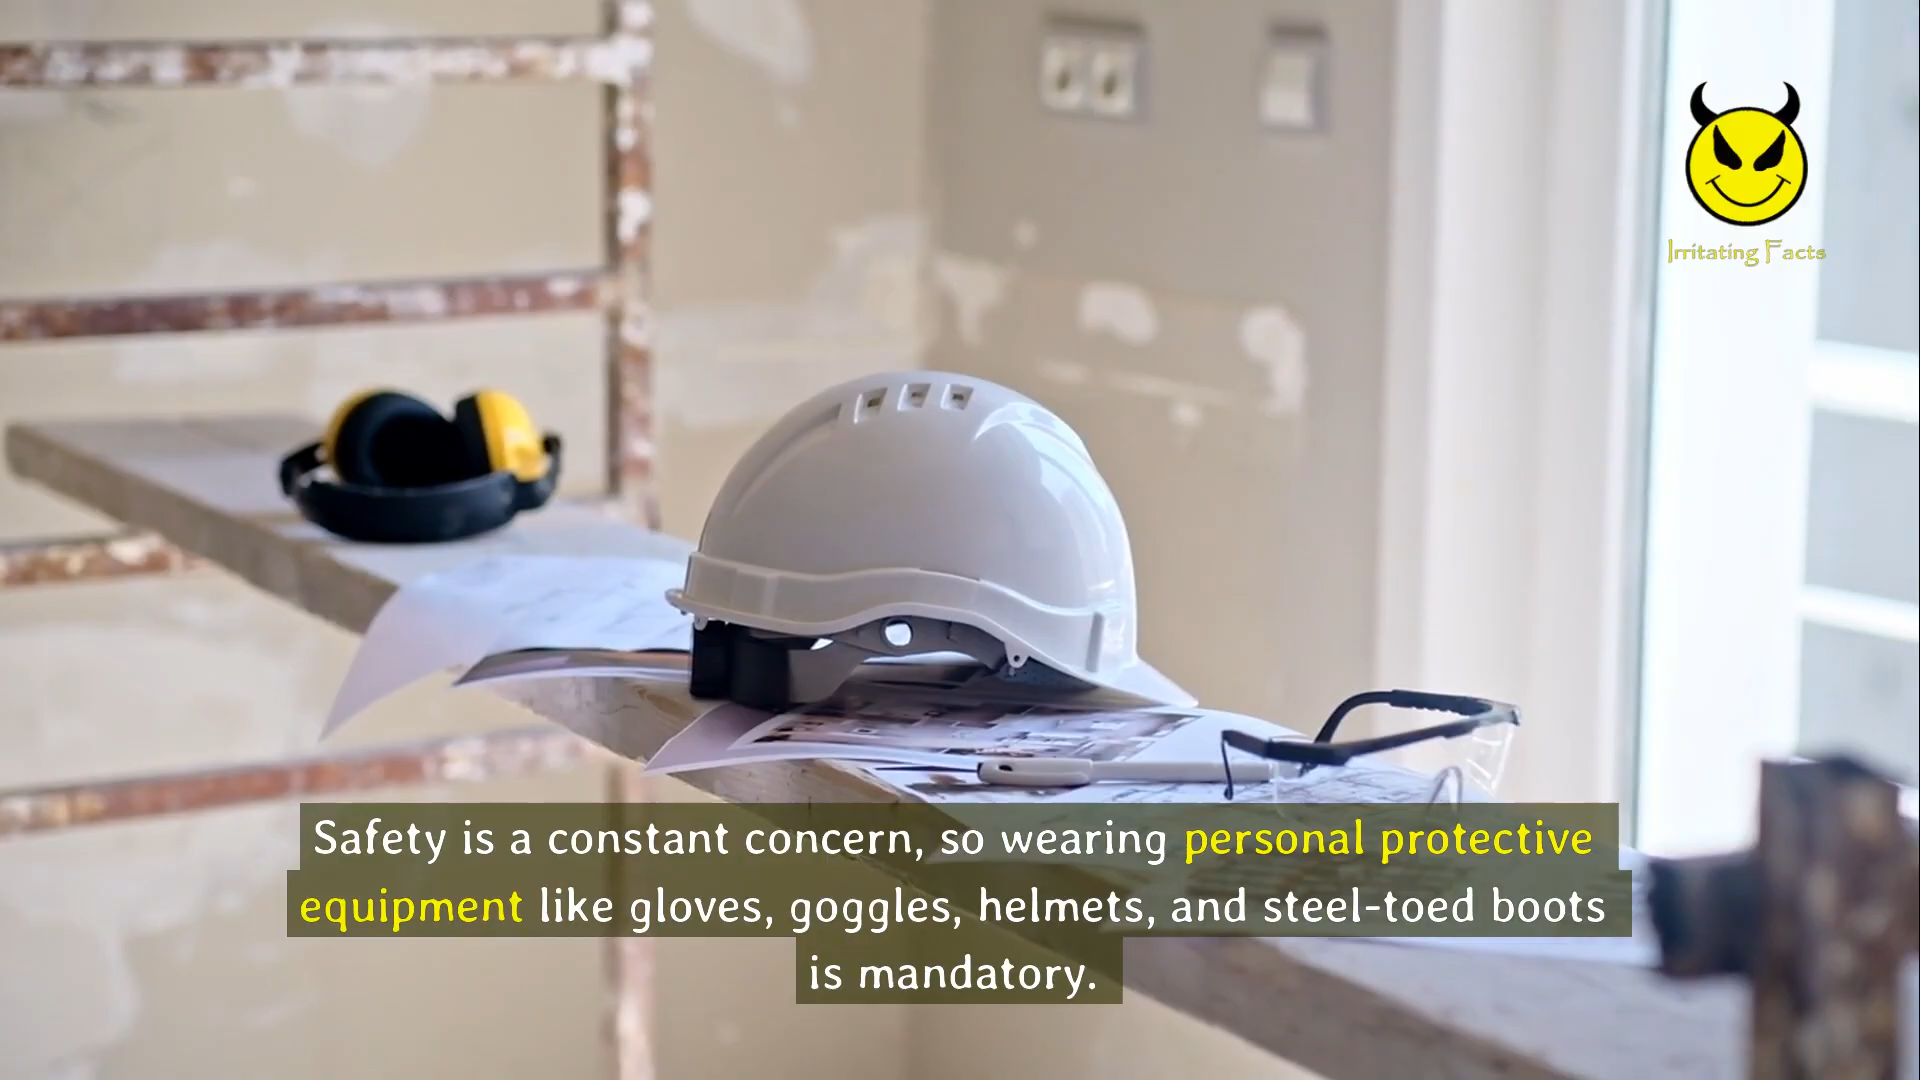 Irritating Facts
Safety is a constant concern, so wearing personal protective
equipment like gloves, goggles, helmets, and steel-toed boots
is mandatory.